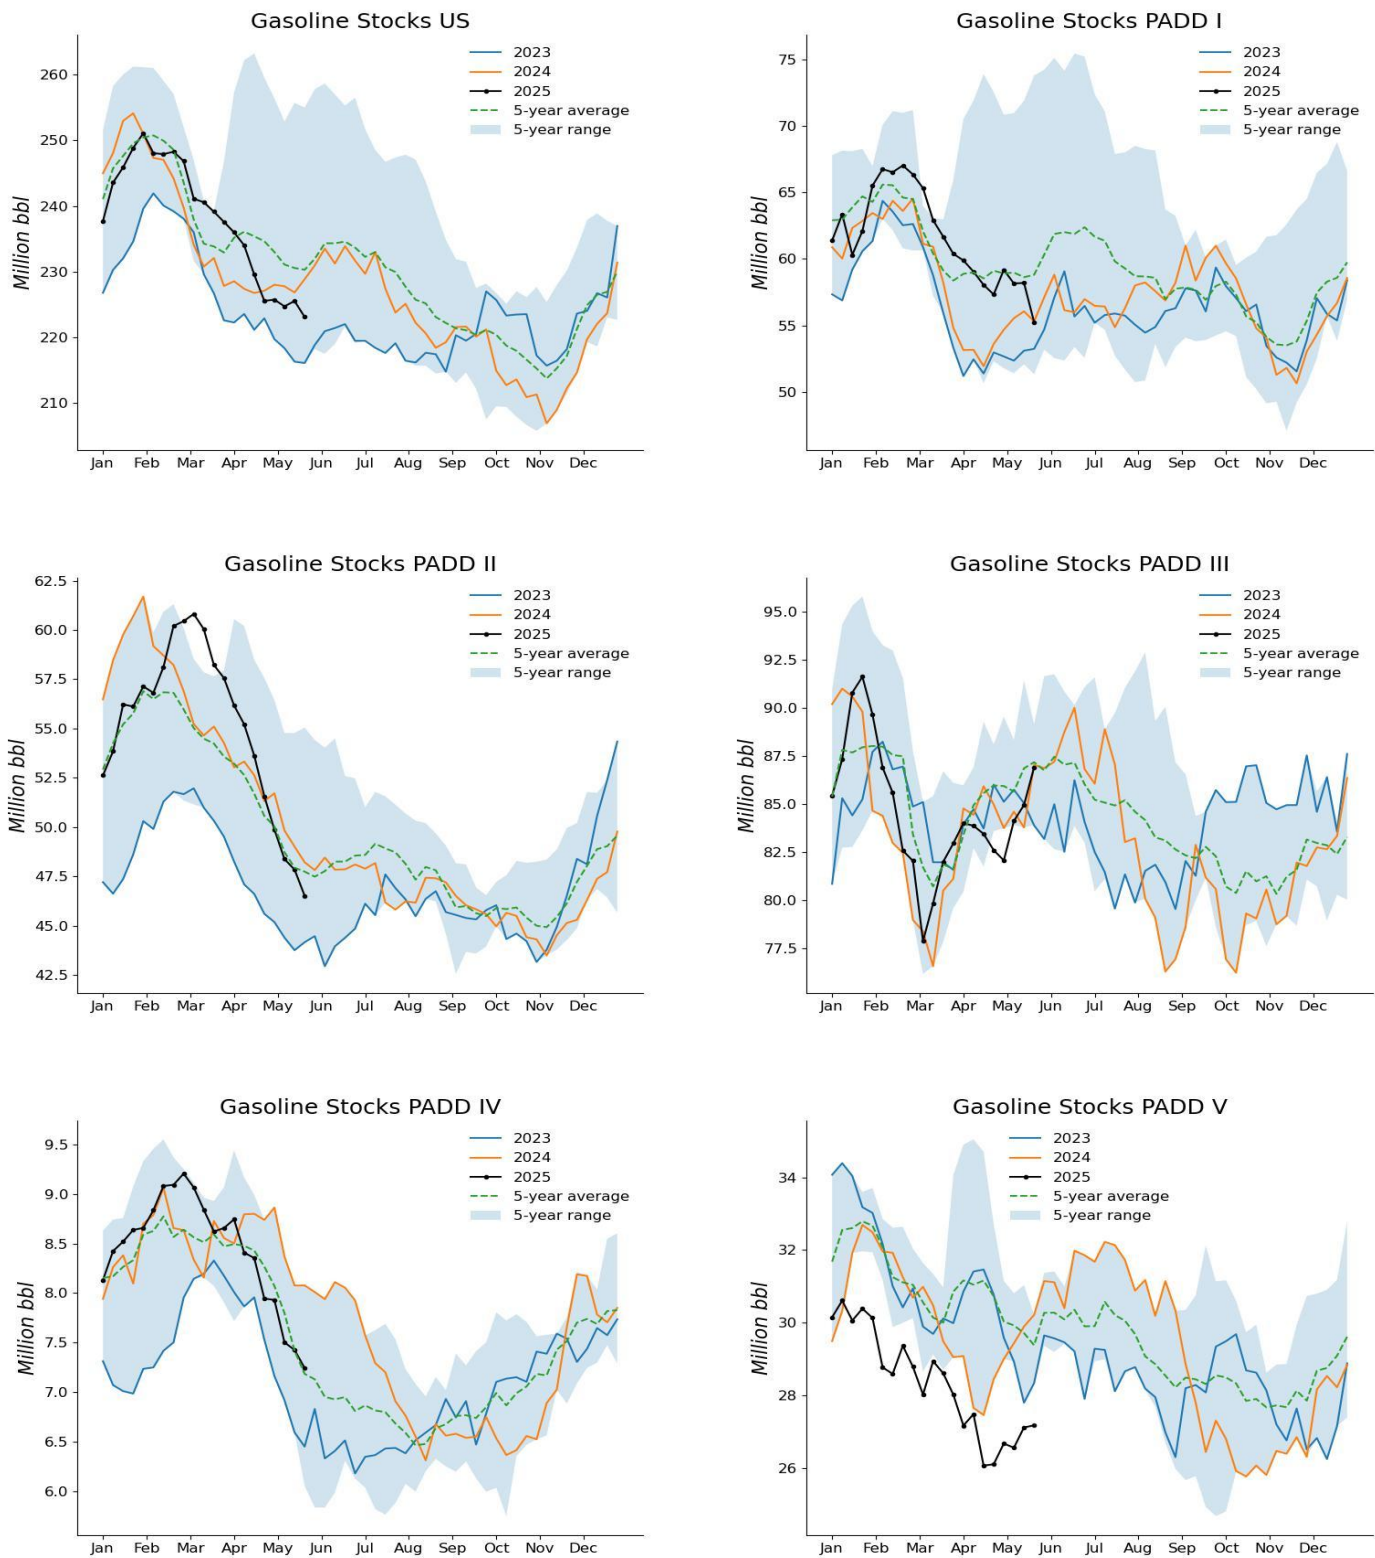 Gasoline Stocks US
Million bbl
260
250
240
230
220
210
Jan Feb Mar Apr May Jun Jul Aug Sep Oct Nov Dec
2023
2024
2025
5-year average
5-year range
Gasoline Stocks PADD I
Million bbl
75
70
65
60
55
50
Jan Feb Mar Apr May Jun Jul Aug Sep Oct Nov Dec
2023
2024
2025
5-year average
5-year range
Gasoline Stocks PADD II
Million bbl
62.5
60.0
57.5
55.0
52.5
50.0
47.5
45.0
42.5
Jan Feb Mar Apr May Jun Jul Aug Sep Oct Nov Dec
2023
2024
2025
5-year average
5-year range
Gasoline Stocks PADD III
Million bbl
95.0
92.5
90.0
87.5
85.0
82.5
80.0
77.5
Jan Feb Mar Apr May Jun Jul Aug Sep Oct Nov Dec
2023
2024
2025
5-year average
5-year range
Gasoline Stocks PADD IV
Million bbl
9.5
9.0
8.5
8.0
7.5
7.0
6.5
6.0
Jan Feb Mar Apr May Jun Jul Aug Sep Oct Nov Dec
2023
2024
2025
5-year average
5-year range
Gasoline Stocks PADD V
Million bbl
34
32
30
28
26
Jan Feb Mar Apr May Jun Jul Aug Sep Oct Nov Dec
2023
2024
2025
5-year average
5-year range